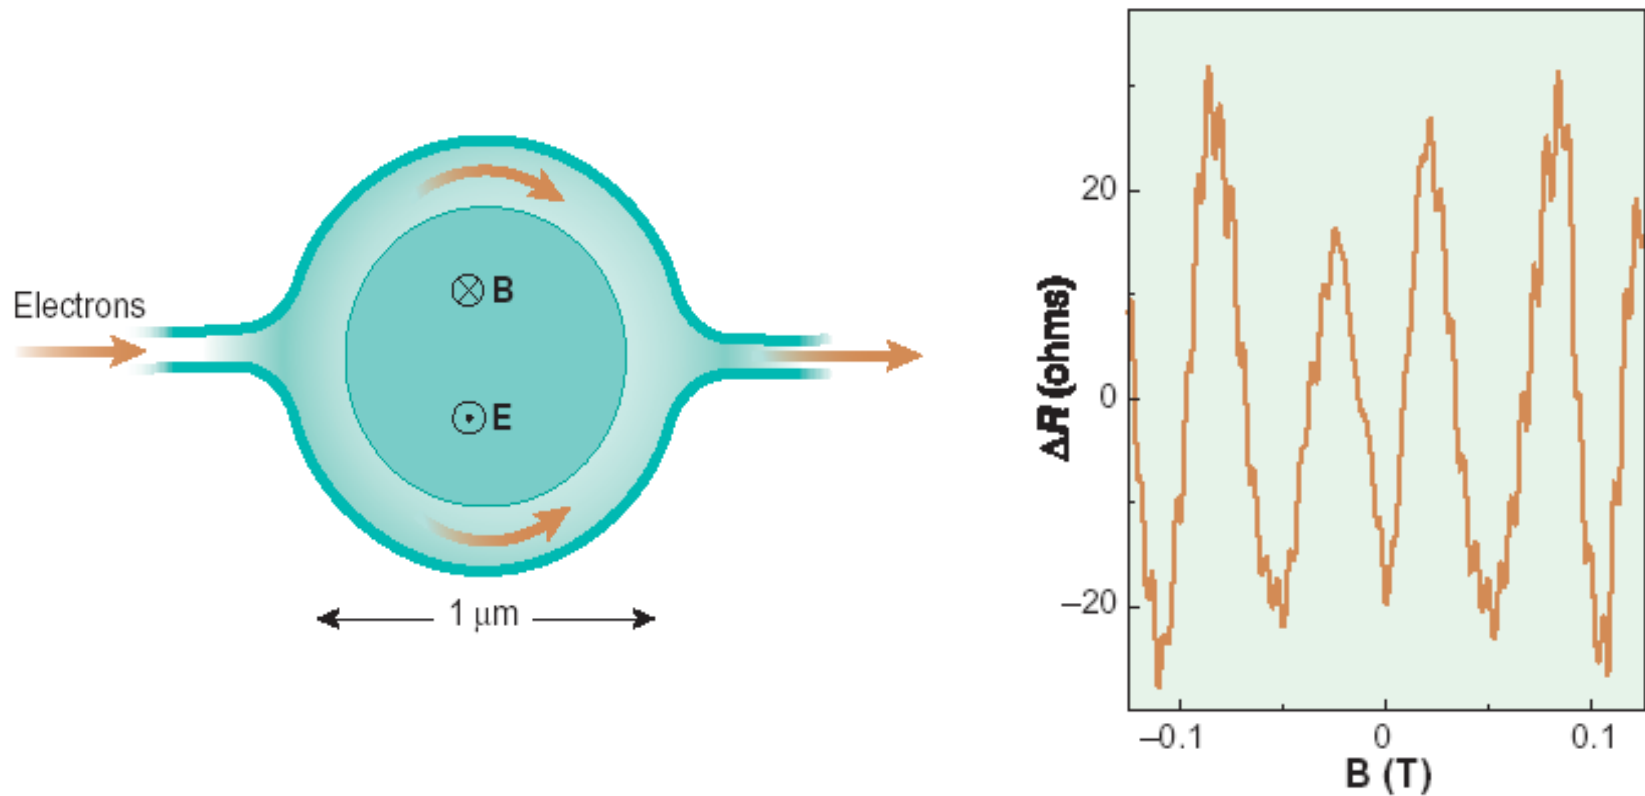 Electrons
B
E
1 μm
ΔR (ohms)
20
0
–20
–0.1
0
0.1
B (T)